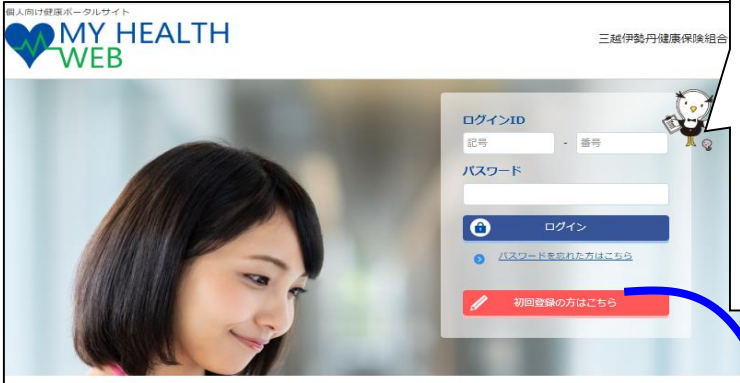 個人向け健康ポータルサイト
MY HEALTH
WEB
三越伊勢丹健康保険組合
ログインID
記号 - 番号
パスワード
ログイン
パスワードを忘れた方はこちら
初回登録の方はこちら